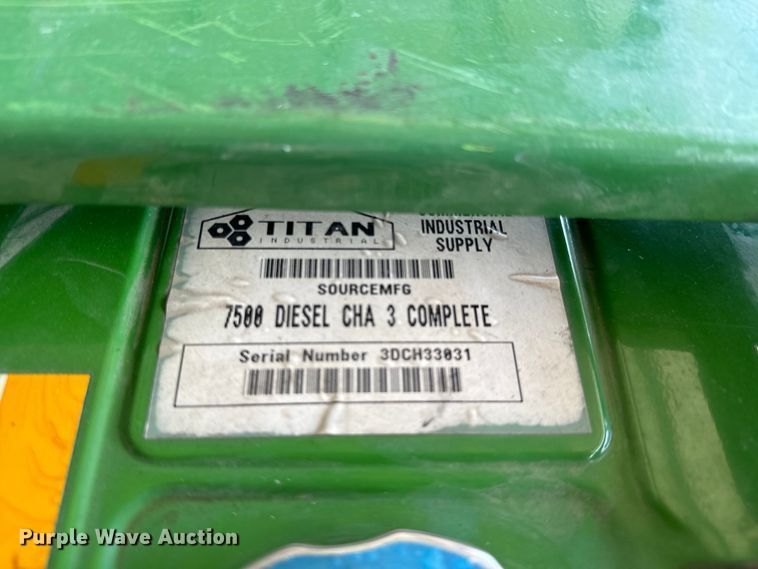 TITAN
INDUSTRIAL
INDUSTRIAL
SUPPLY
SOURCEMFG
7500 DIESEL CHA 3 COMPLETE
Serial Number 3DCH33031
Purple Wave Auction